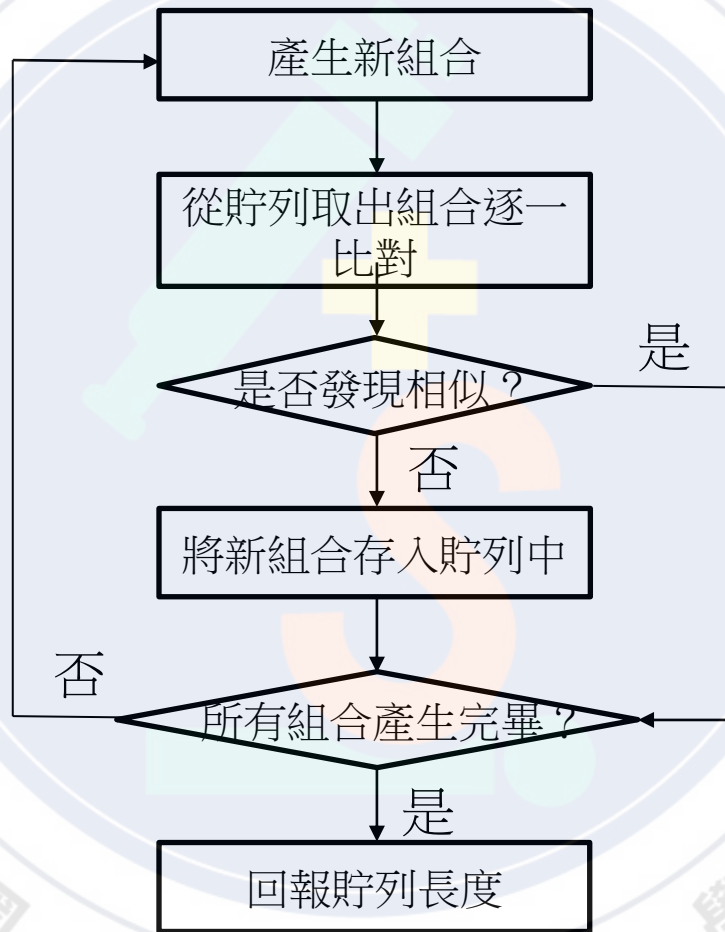 產生新組合
從貯列取出組合逐一
比對
是否發現相似？
是
否
將新組合存入貯列中
否
所有組合產生完畢？
是
回報貯列長度